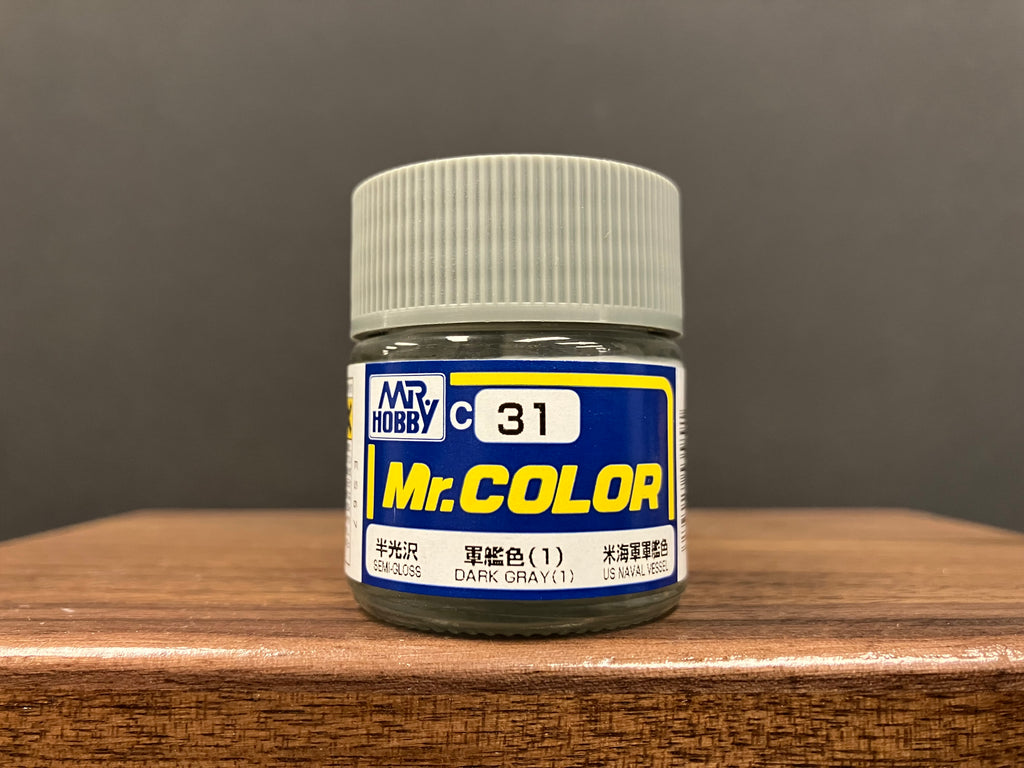 MR.
HOBBY
C 31
Mr.COLOR
半光沢 軍艦色(1) 米海軍軍艦色
SEMI-GLOSS DARK GRAY(1) US NAVAL VESSEL